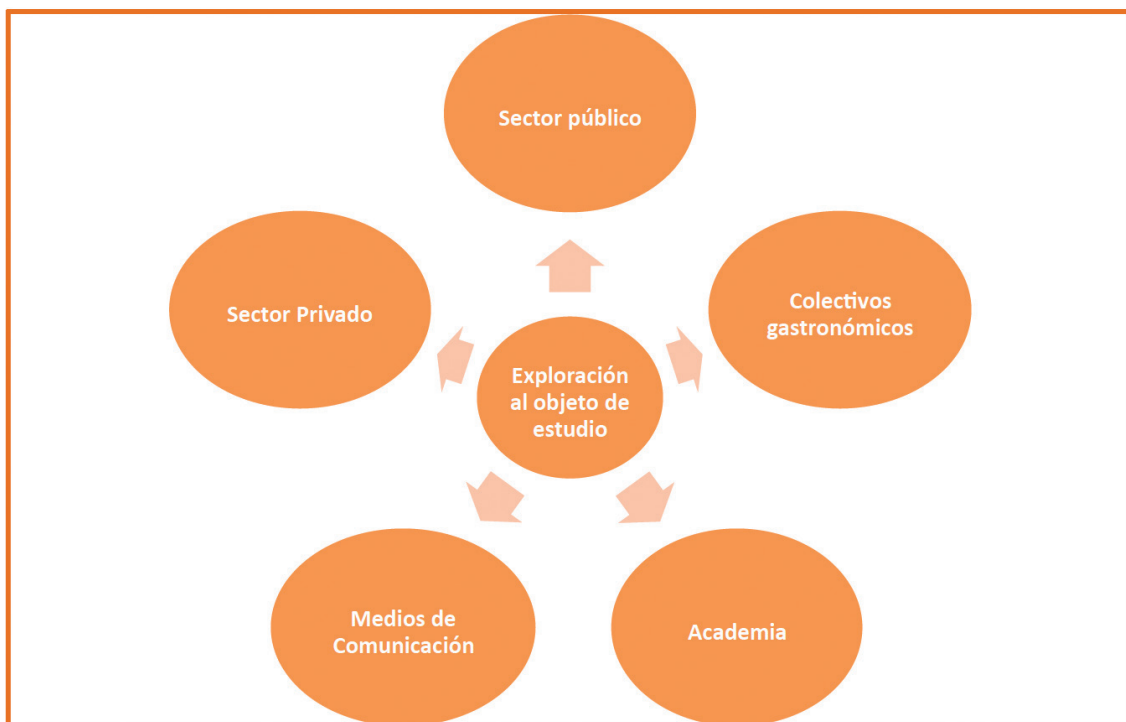 Sector público
Sector Privado
Colectivos
gastronómicos
Exploración
al objeto de
estudio
Medios de
Comunicación
Academia